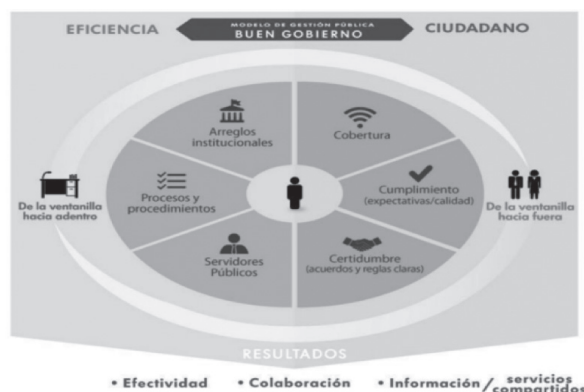 MODELO DE GESTIÓN PÚBLICA
EFICIENCIA
BUEN GOBIERNO
CIUDADANO
Arreglos
institucionales
Cobertura
De la ventanilla
hacia adentro
Procesos y
procedimientos
Cumplimiento
(expectativas/calidad)
De la ventanilla
hacia fuera
Servidores
Públicos
Certidumbre
(acuerdos y reglas claras)
RESULTADOS
• Efectividad
• Colaboración
• Información / servicios
compartidos